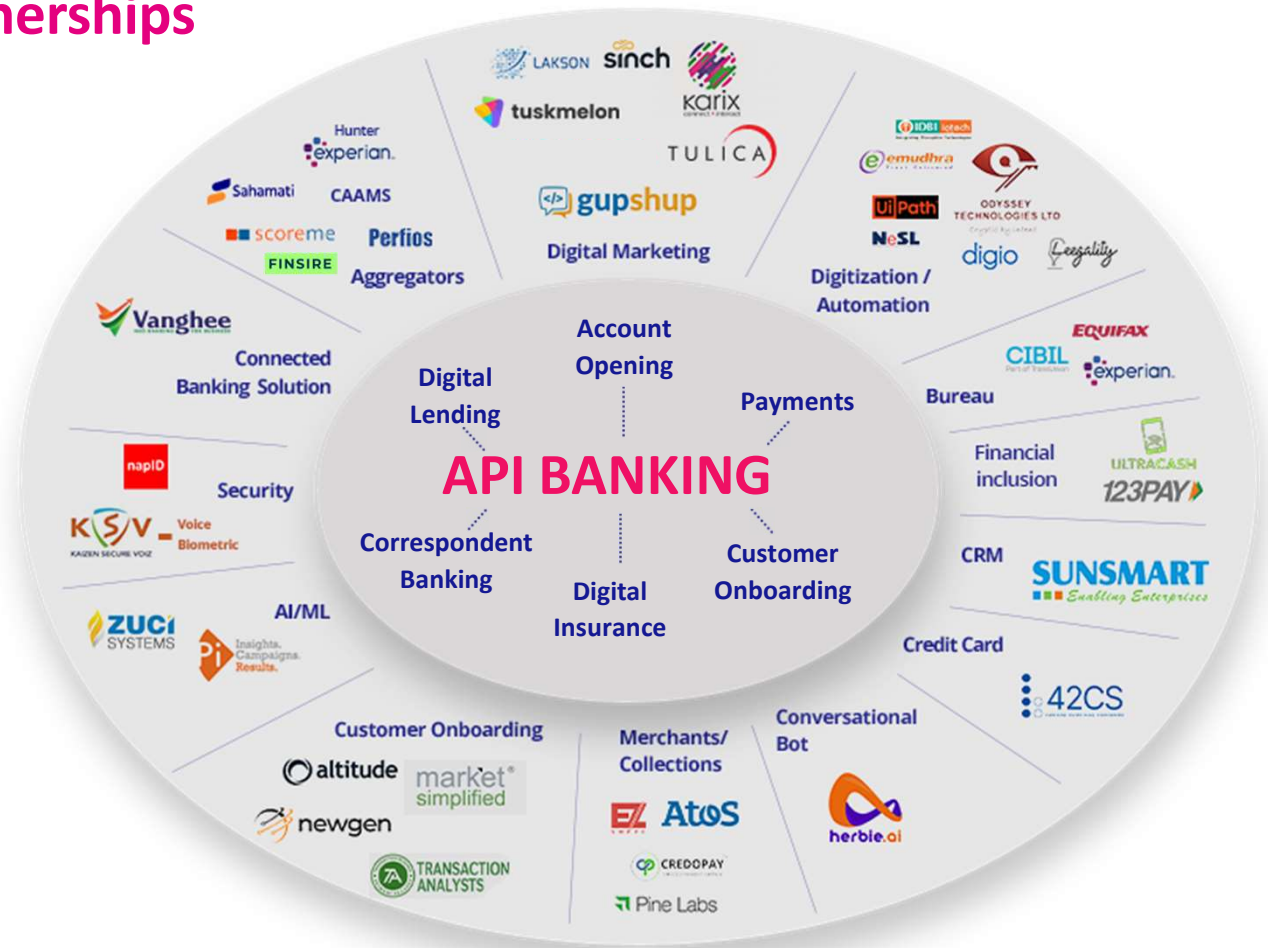 nerships
LAKSON
sinch
karix
connect • interact
tuskmelon
TULICA
gupshup
Digital Marketing
Hunter
experian.
Sahamati
CAAMS
scoreme
Perfios
FINSIRE
Aggregators
IDBI intech
emudhra
ODYSSEY
TECHNOLOGIES LTD
UiPath
NeSL
digio
Leegality
Digitization /
Automation
Vanghee
Connected
Banking Solution
EQUIFAX
CIBIL
experian.
Bureau
Account
Opening
Digital
Lending
Payments
API BANKING
Correspondent
Banking
Digital
Insurance
Customer
Onboarding
Financial
inclusion
ULTRACASH
123PAY
napID
Security
KSV
KAIZEN SECURE VOIZ
Voice
Biometric
CRM
SUNSMART
Enabling Enterprises
ZUCI
SYSTEMS
AI/ML
Pi
Insights.
Campaigns.
Results.
Credit Card
42CS
Customer Onboarding
altitude
market®
simplified
newgen
TA
TRANSACTION
ANALYSTS
Merchants/
Collections
EZ
Atos
CP CREDOPAY
Pine Labs
Conversational
Bot
herbie.ai